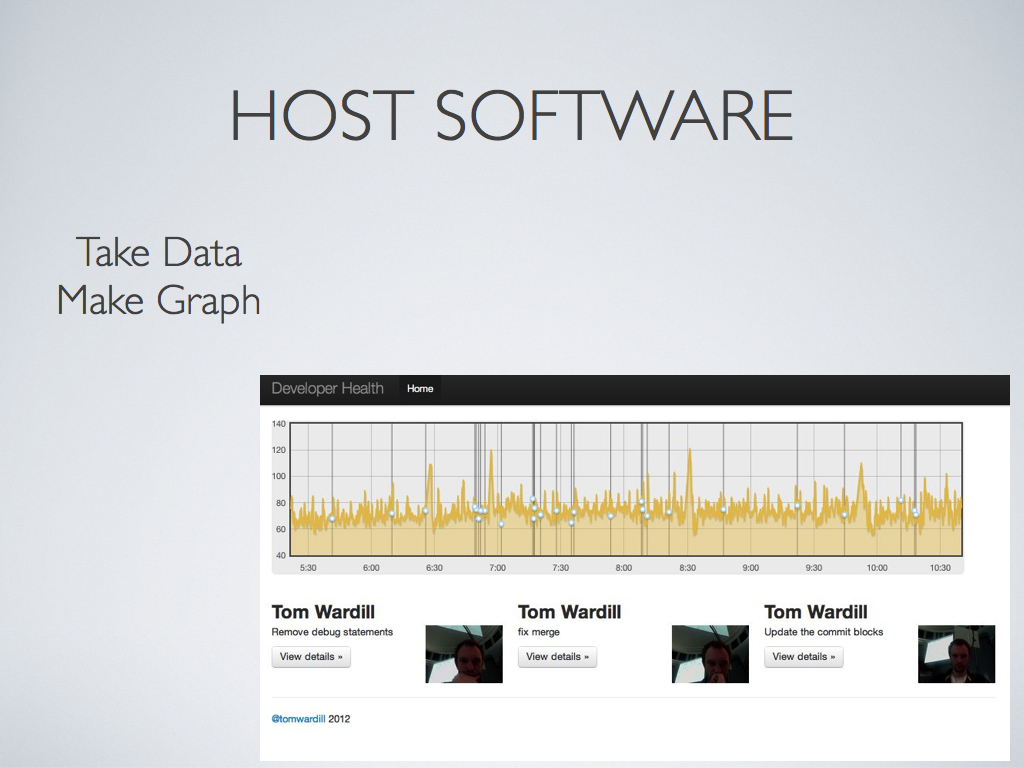 HOST SOFTWARE
Take Data
Make Graph
Developer Health Home
140
120
100
80
60
40
5:30 6:00 6:30 7:00 7:30 8:00 8:30 9:00 9:30 10:00 10:30
Tom Wardill Tom Wardill Tom Wardill
Remove debug statements fix merge Update the commit blocks
View details » View details » View details »
@tomwardill 2012